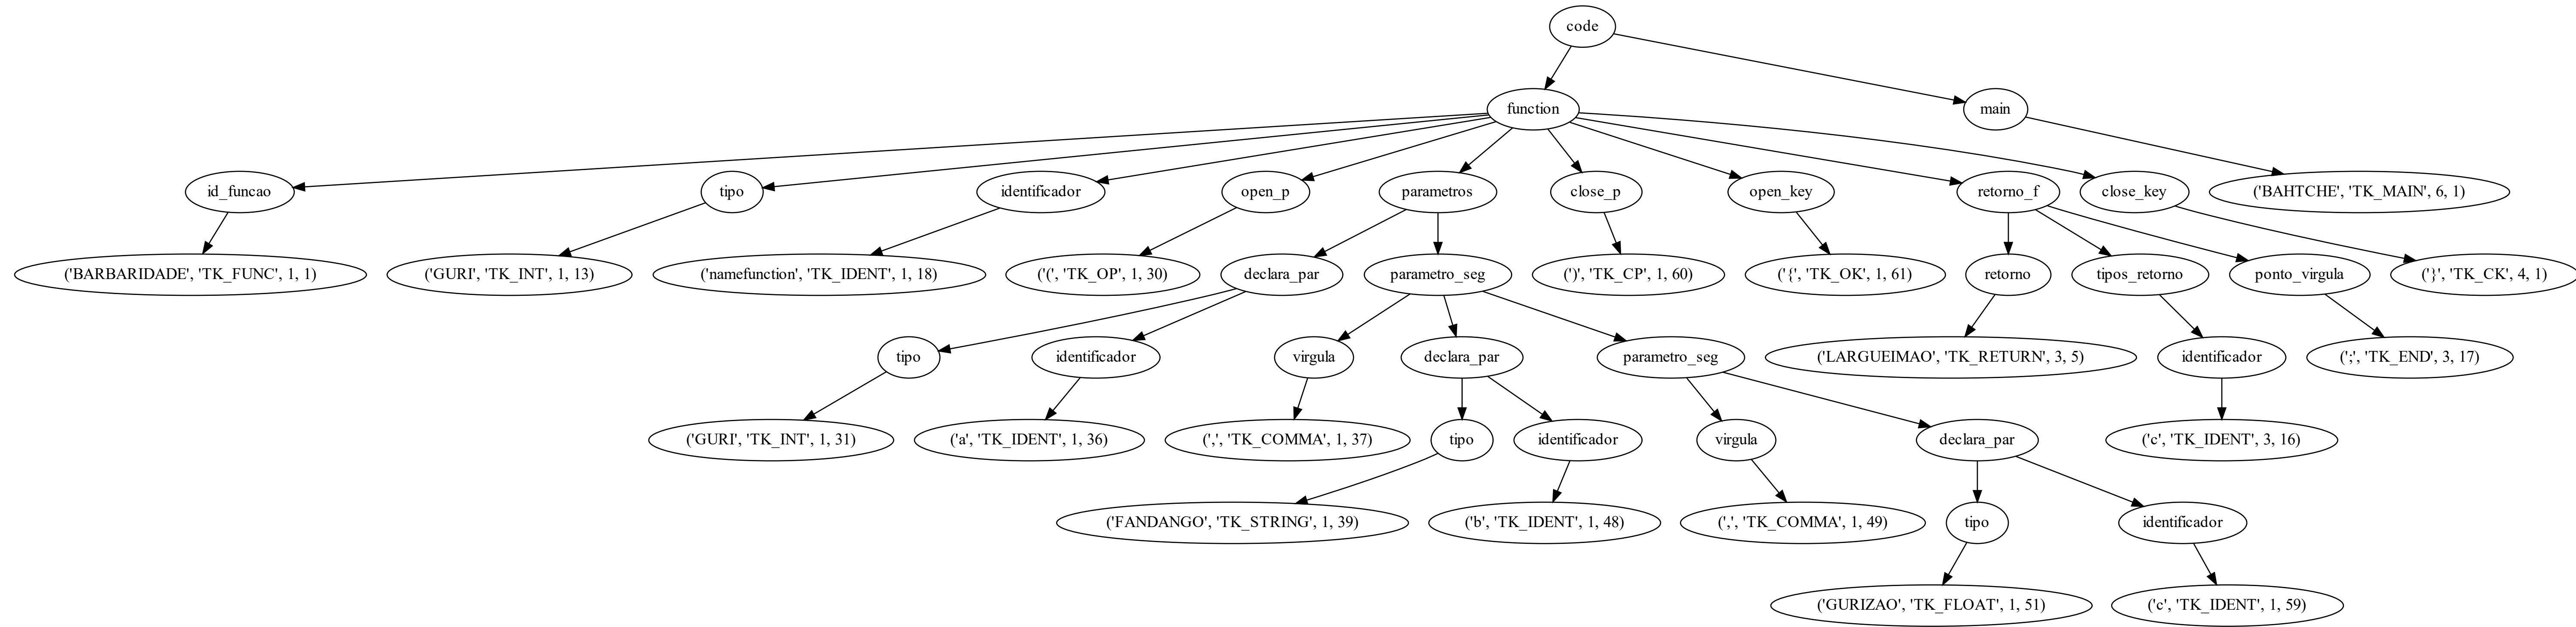 code
function
main
id_funcao
tipo
identificador
open_p
parametros
close_p
open_key
retorno_f
close_key
('BAHTCHE', 'TK_MAIN', 6, 1)
('BARBARIDADE', 'TK_FUNC', 1, 1)
('GURI', 'TK_INT', 1, 13)
('namefunction', 'TK_IDENT', 1, 18)
('(', 'TK_OP', 1, 30)
declara_par
parametro_seg
(')', 'TK_CP', 1, 60)
('{', 'TK_OK', 1, 61)
retorno
tipos_retorno
ponto_virgula
('}', 'TK_CK', 4, 1)
tipo
identificador
virgula
declara_par
parametro_seg
('LARGUEIMAO', 'TK_RETURN', 3, 5)
identificador
(';', 'TK_END', 3, 17)
('GURI', 'TK_INT', 1, 31)
('a', 'TK_IDENT', 1, 36)
(',', 'TK_COMMA', 1, 37)
tipo
identificador
virgula
declara_par
('c', 'TK_IDENT', 3, 16)
('FANDANGO', 'TK_STRING', 1, 39)
('b', 'TK_IDENT', 1, 48)
(',', 'TK_COMMA', 1, 49)
tipo
identificador
('GURIZAO', 'TK_FLOAT', 1, 51)
('c', 'TK_IDENT', 1, 59)